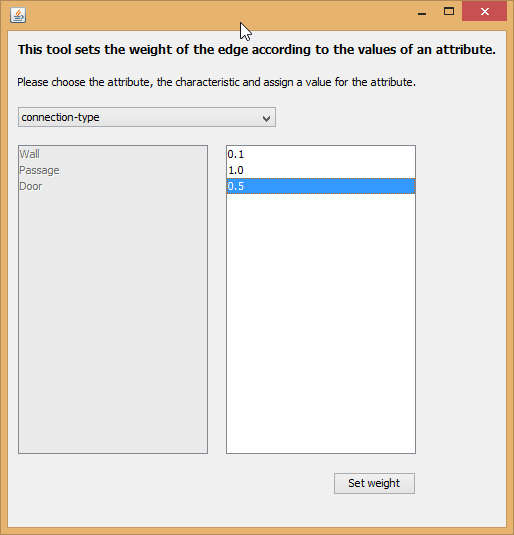 This tool sets the weight of the edge according to the values of an attribute.
Please choose the attribute, the characteristic and assign a value for the attribute.
connection-type
Wall
0.1
Passage
1.0
Door
0.5
Set weight